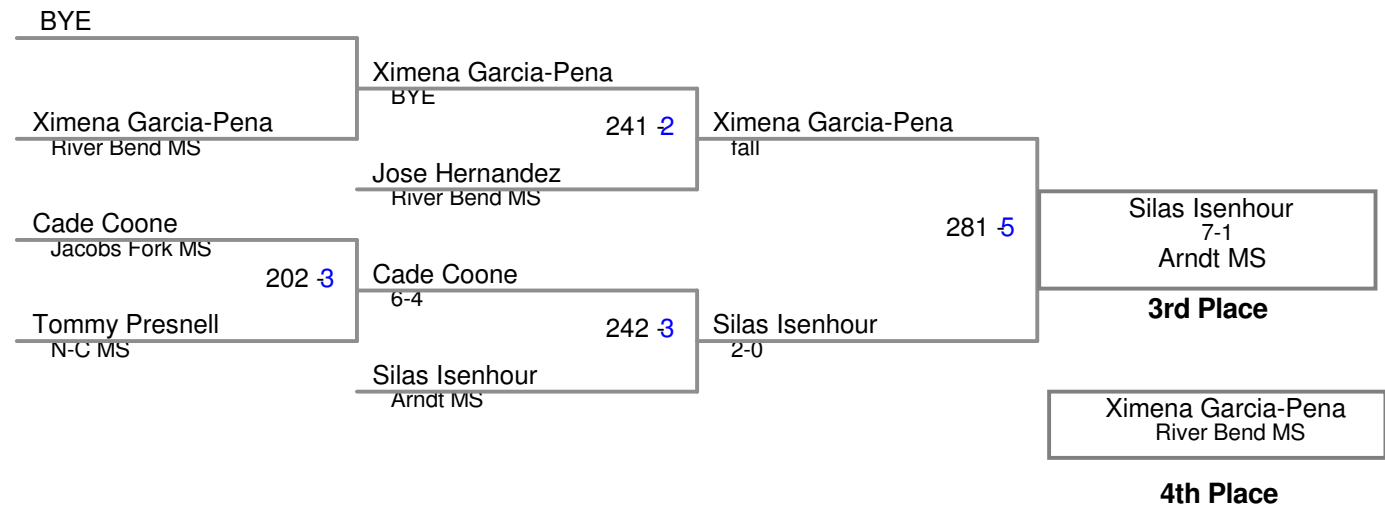 BYE
Ximena Garcia-Pena
BYE
Ximena Garcia-Pena
River Bend MS
241 -2
Ximena Garcia-Pena
fall
Jose Hernandez
River Bend MS
Cade Coone
Jacobs Fork MS
281 -5
Silas Isenhour
7-1
Arndt MS
202 -3
Cade Coone
6-4
3rd Place
Tommy Presnell
N-C MS
242 -3
Silas Isenhour
2-0
Silas Isenhour
Arndt MS
Ximena Garcia-Pena
River Bend MS
4th Place